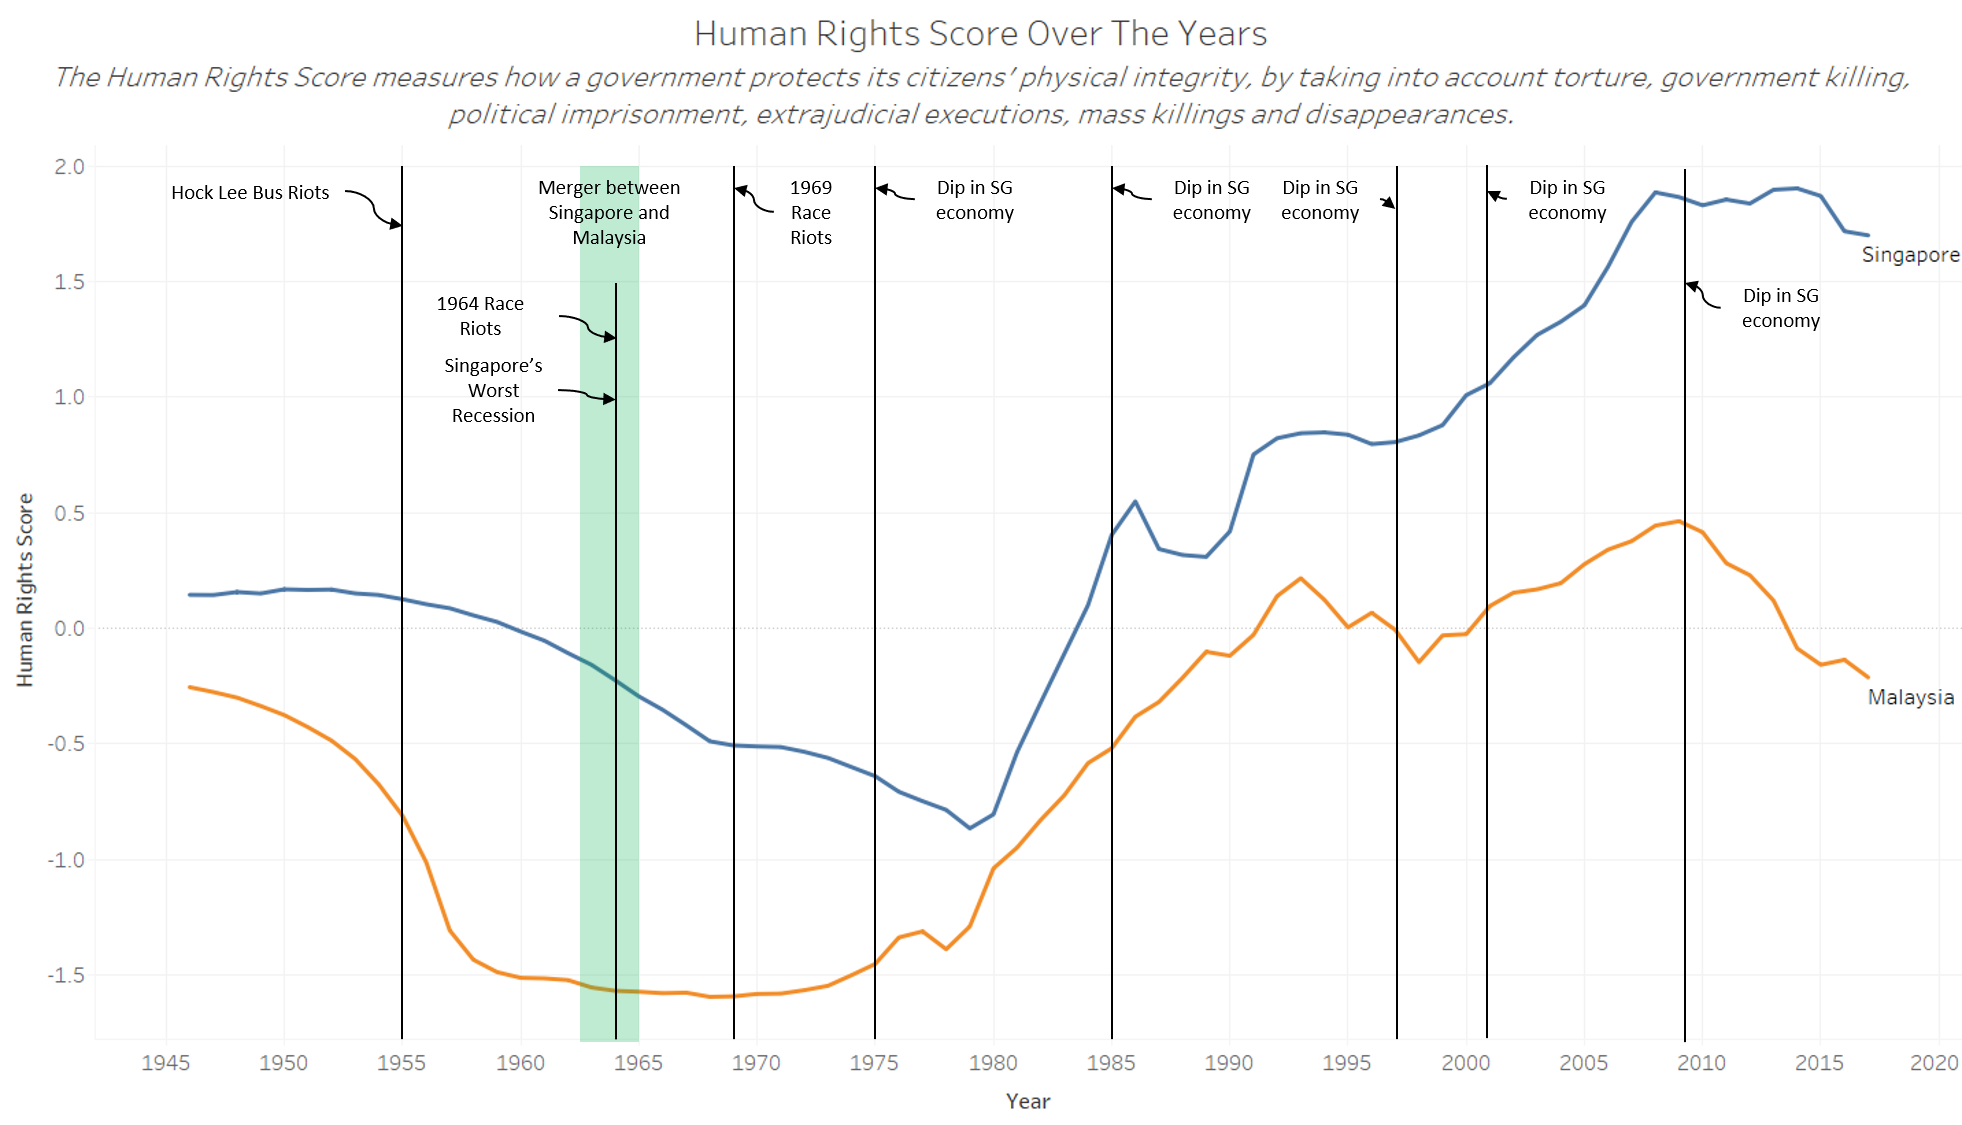 Human Rights Score Over The Years
The Human Rights Score measures how a government protects its citizens' physical integrity, by taking into account torture, government killing,
political imprisonment, extrajudicial executions, mass killings and disappearances.
Human Rights Score
2.0
1.5
1.0
0.5
0.0
-0.5
-1.0
-1.5
Hock Lee Bus Riots
Merger between
Singapore and
Malaysia
1964 Race
Riots
Singapore’s
Worst
Recession
1969
Race
Riots
Dip in SG
economy
Dip in SG
economy
Dip in SG
economy
Dip in SG
economy
Dip in SG
economy
Singapore
Malaysia
1945
1950
1955
1960
1965
1970
1975
1980
1985
1990
1995
2000
2005
2010
2015
2020
Year